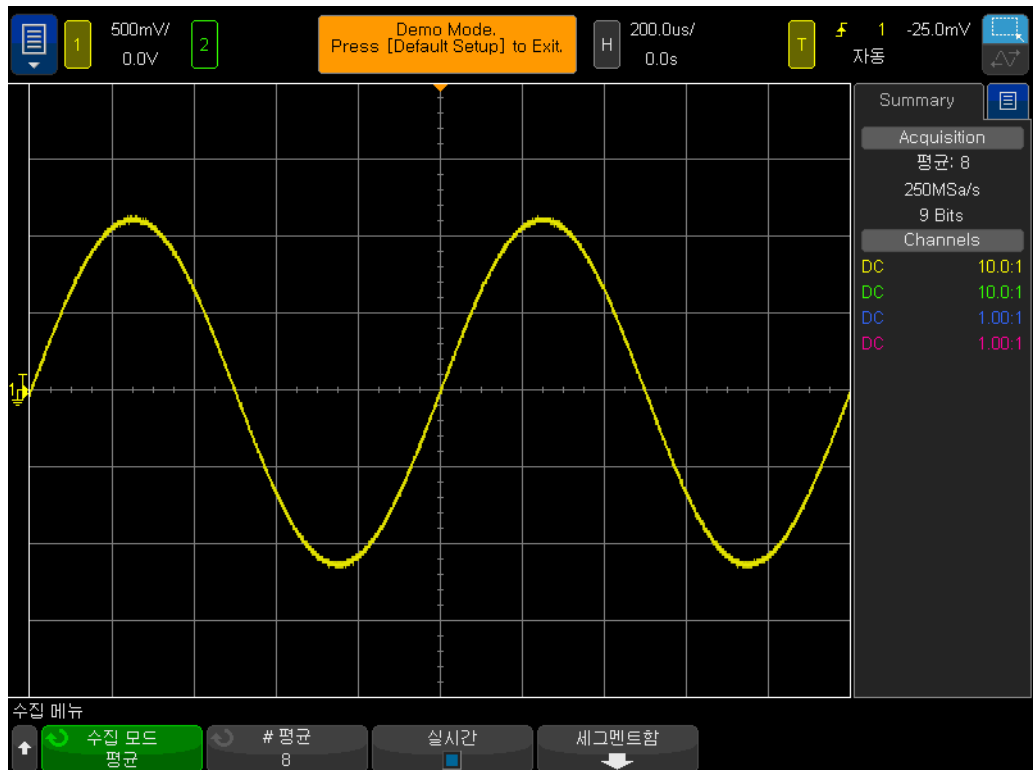 1
500mV/
0.0V
2
Demo Mode.
Press [Default Setup] to Exit.
H
200.0us/
0.0s
T
1
자동
-25.0mV
Summary
Acquisition
평균: 8
250MSa/s
9 Bits
Channels
DC 10.0:1
DC 10.0:1
DC 1.00:1
DC 1.00:1
1
T
수집 메뉴
수집 모드
평균
# 평균
8
실시간
세그멘트함